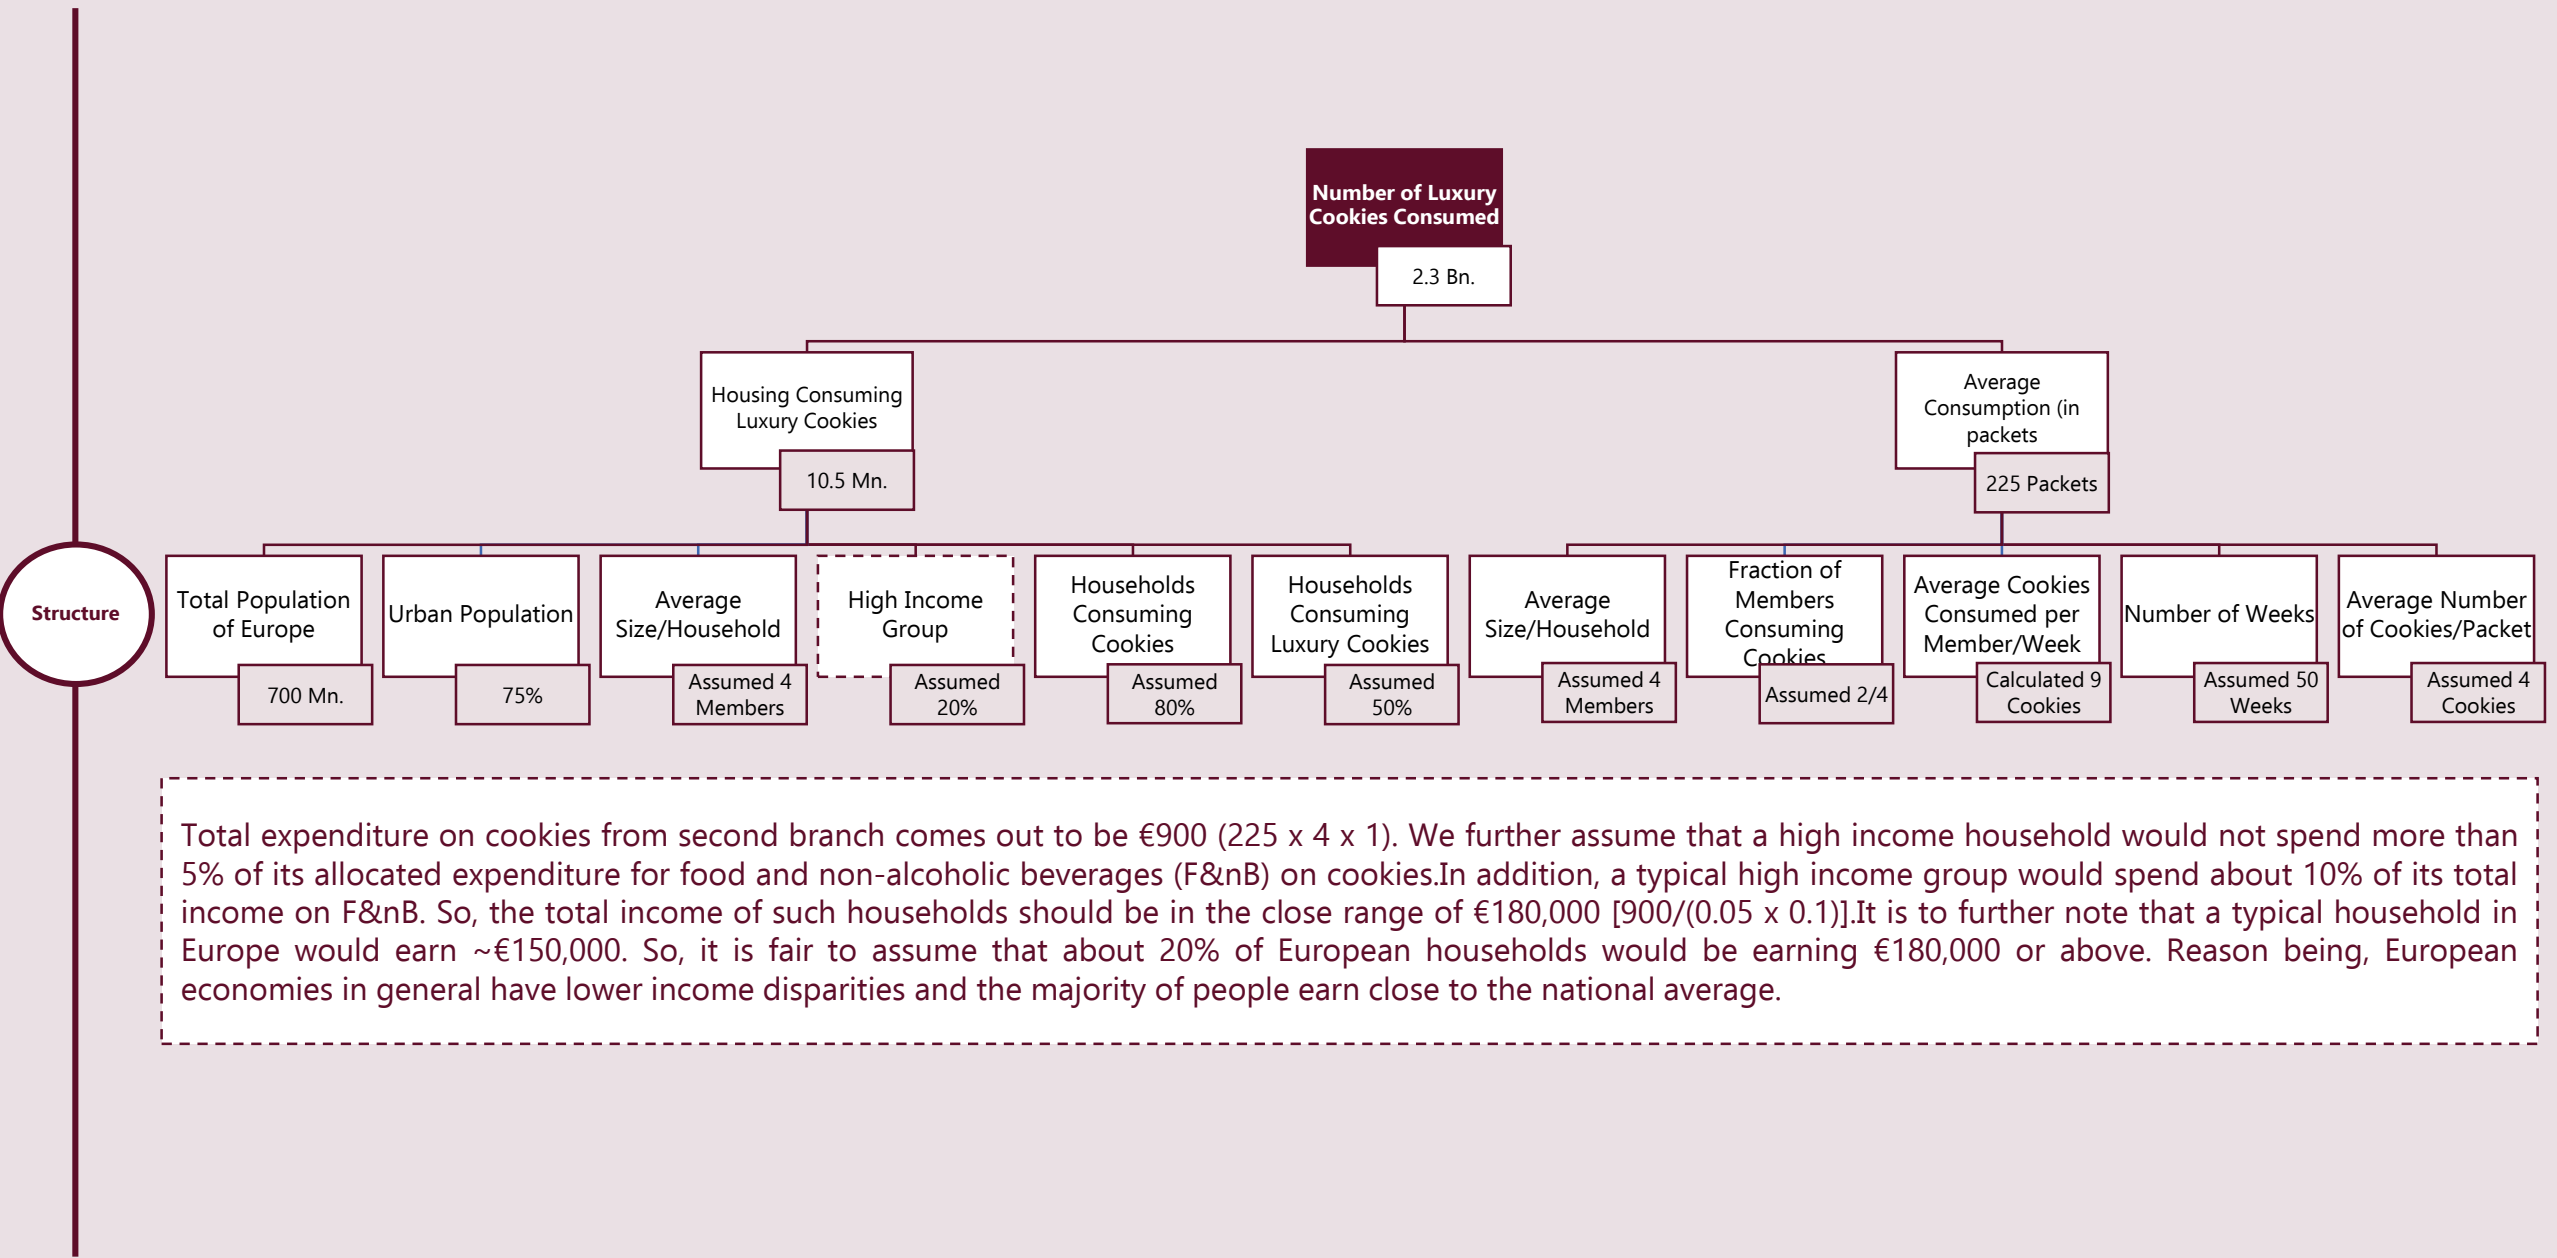 Number of Luxury
Cookies Consumed
2.3 Bn.
Housing Consuming
Luxury Cookies
10.5 Mn.
Average
Consumption (in
packets
225 Packets
Structure
Total Population
of Europe
700 Mn.
Urban Population
75%
Average
Size/Household
Assumed 4
Members
High Income
Group
Assumed
20%
Households
Consuming
Cookies
Assumed
80%
Households
Consuming
Luxury Cookies
Assumed
50%
Average
Size/Household
Assumed 4
Members
Fraction of
Members
Consuming
Cookies
Assumed 2/4
Average Cookies
Consumed per
Member/Week
Calculated 9
Cookies
Number of Weeks
Assumed 50
Weeks
Average Number
of Cookies/Packet
Assumed 4
Cookies
Total expenditure on cookies from second branch comes out to be €900 (225 x 4 x 1). We further assume that a high income household would not spend more than
5% of its allocated expenditure for food and non-alcoholic beverages (F&nB) on cookies.In addition, a typical high income group would spend about 10% of its total
income on F&nB. So, the total income of such households should be in the close range of €180,000 [900/(0.05 x 0.1)].It is to further note that a typical household in
Europe would earn ~€150,000. So, it is fair to assume that about 20% of European households would be earning €180,000 or above. Reason being, European
economies in general have lower income disparities and the majority of people earn close to the national average.